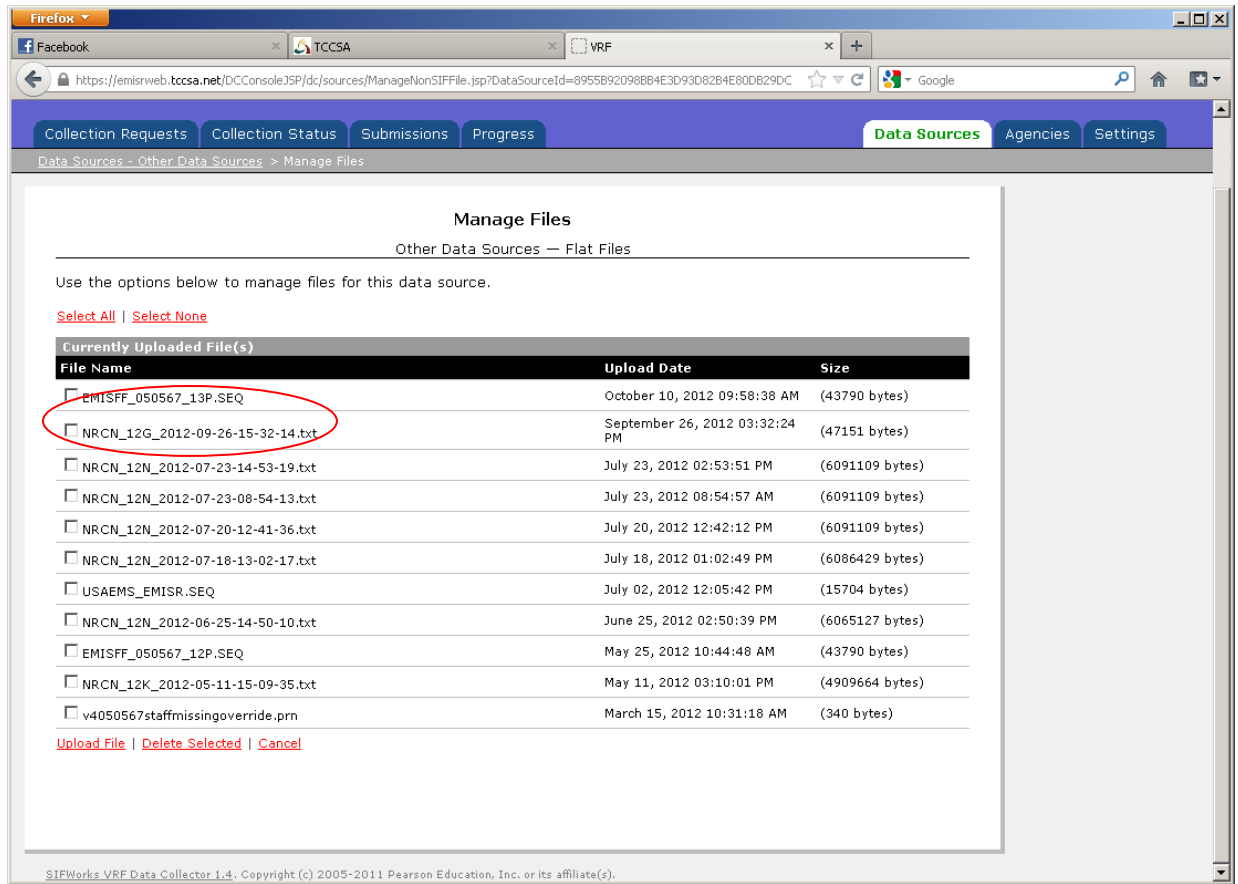 Firefox
Facebook
TCCSA
VRF
https://emisrweb.tccsa.net/DCConsoleJSP/dc/sources/ManageNonSIFFile.jsp?DataSourceId=8955B92098BB4E3D93D82B4E80DB29DC
Google
Collection Requests Collection Status Submissions Progress Data Sources Agencies Settings
Data Sources - Other Data Sources > Manage Files
Manage Files
Other Data Sources — Flat Files
Use the options below to manage files for this data source.
Select All | Select None
Currently Uploaded File(s)
File Name Upload Date Size
EMISFF_050567_13P.SEQ October 10, 2012 09:58:38 AM (43790 bytes)
NRCN_12G_2012-09-26-15-32-14.txt September 26, 2012 03:32:24 PM (47151 bytes)
NRCN_12N_2012-07-23-14-53-19.txt July 23, 2012 02:53:51 PM (6091109 bytes)
NRCN_12N_2012-07-23-08-54-13.txt July 23, 2012 08:54:57 AM (6091109 bytes)
NRCN_12N_2012-07-20-12-41-36.txt July 20, 2012 12:42:12 PM (6091109 bytes)
NRCN_12N_2012-07-18-13-02-17.txt July 18, 2012 01:02:49 PM (6086429 bytes)
USAEMS_EMISR.SEQ July 02, 2012 12:05:42 PM (15704 bytes)
NRCN_12N_2012-06-25-14-50-10.txt June 25, 2012 02:50:39 PM (6065127 bytes)
EMISFF_050567_12P.SEQ May 25, 2012 10:44:48 AM (43790 bytes)
NRCN_12K_2012-05-11-15-09-35.txt May 11, 2012 03:10:01 PM (4909664 bytes)
v4050567staffmissingoverride.prn March 15, 2012 10:31:18 AM (340 bytes)
Upload File | Delete Selected | Cancel
SIFWorks VRF Data Collector 1.4. Copyright (c) 2005-2011 Pearson Education, Inc. or its affiliate(s).